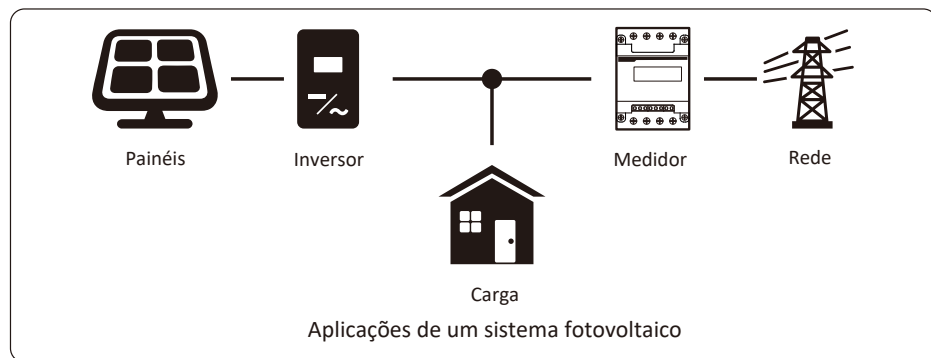 Painéis
Inversor
Medidor
Rede
Carga
Aplicações de um sistema fotovoltaico